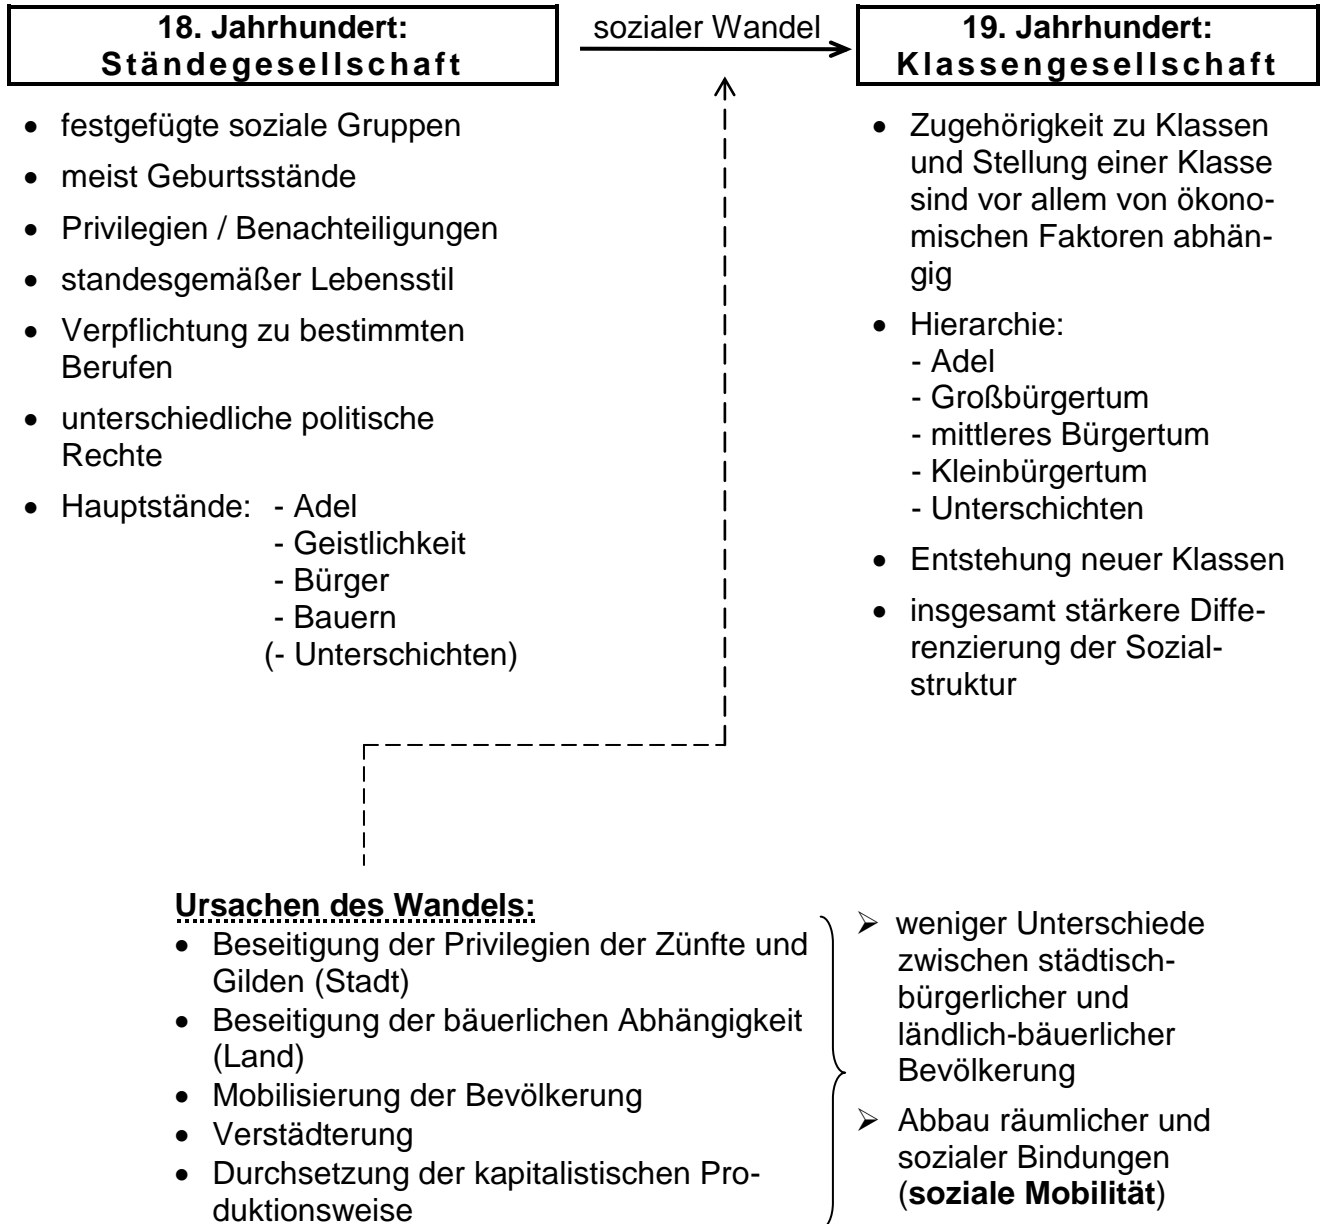 18. Jahrhundert:
Ständegesellschaft
sozialer Wandel
19. Jahrhundert:
Klassengesellschaft
• festgefügte soziale Gruppen
• meist Geburtsstände
• Privilegien / Benachteiligungen
• standesgemäßer Lebensstil
• Verpflichtung zu bestimmten
Berufen
• unterschiedliche politische
Rechte
• Hauptstände: - Adel
- Geistlichkeit
- Bürger
- Bauern
(- Unterschichten)
• Zugehörigkeit zu Klassen
und Stellung einer Klasse
sind vor allem von ökono-
mischen Faktoren abhän-
gig
• Hierarchie:
- Adel
- Großbürgertum
- mittleres Bürgertum
- Kleinbürgertum
- Unterschichten
• Entstehung neuer Klassen
• insgesamt stärkere Diffe-
renzierung der Sozial-
struktur
Ursachen des Wandels:
• Beseitigung der Privilegien der Zünfte und
Gilden (Stadt)
• Beseitigung der bäuerlichen Abhängigkeit
(Land)
• Mobilisierung der Bevölkerung
• Verstädterung
• Durchsetzung der kapitalistischen Pro-
duktionsweise
➢ weniger Unterschiede
zwischen städtisch-
bürgerlicher und
ländlich-bäuerlicher
Bevölkerung
➢ Abbau räumlicher und
sozialer Bindungen
(soziale Mobilität)